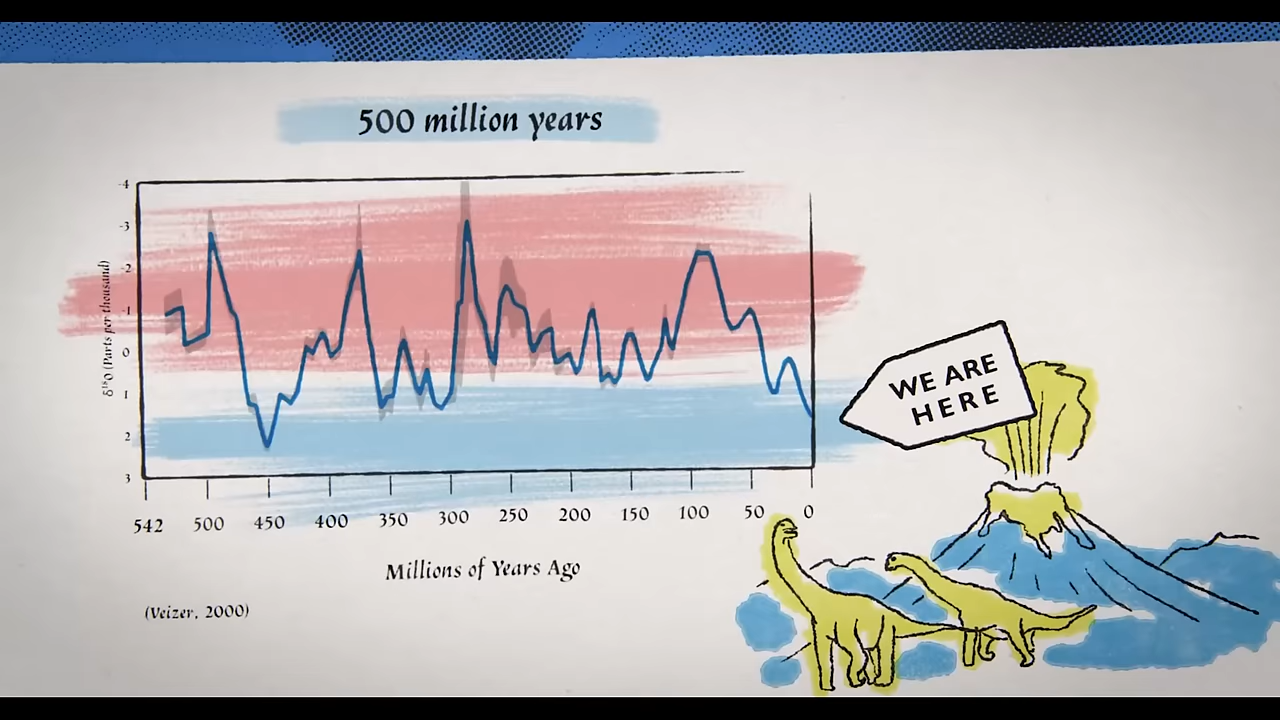 500 million years
-4
-3
-2
-1
0
1
2
3
δ¹⁸O (Parts per thousand)
542 500 450 400 350 300 250 200 150 100 50 0
Millions of Years Ago
(Veizer, 2000)
WE ARE
HERE